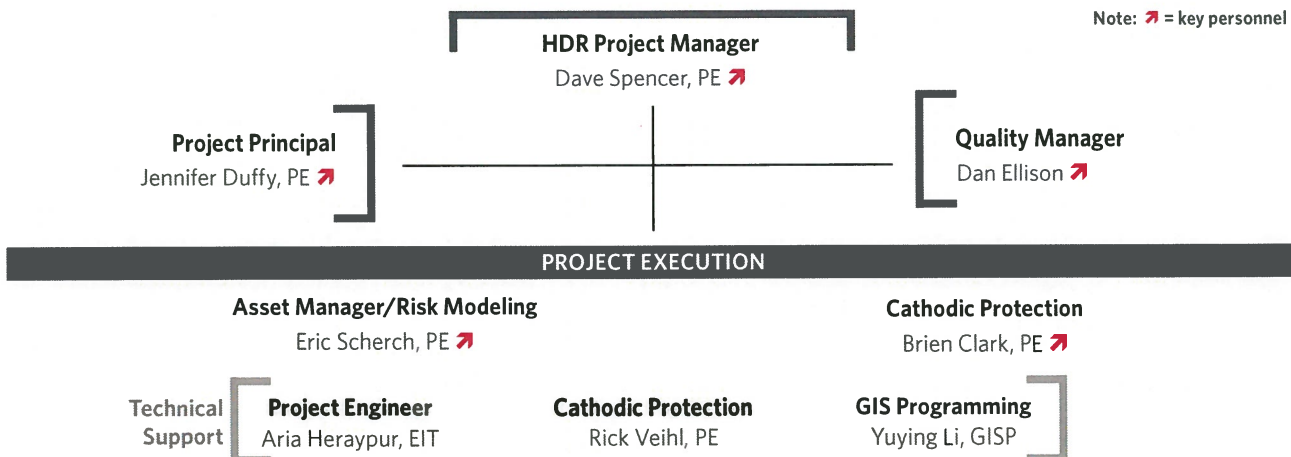 Note: = key personnel
HDR Project Manager
Dave Spencer, PE
Project Principal
Jennifer Duffy, PE
Quality Manager
Dan Ellison
PROJECT EXECUTION
Asset Manager/Risk Modeling
Eric Scherch, PE
Cathodic Protection
Brien Clark, PE
Technical
Support
Project Engineer
Aria Heraypur, EIT
Cathodic Protection
Rick Veihl, PE
GIS Programming
Yuying Li, GISP